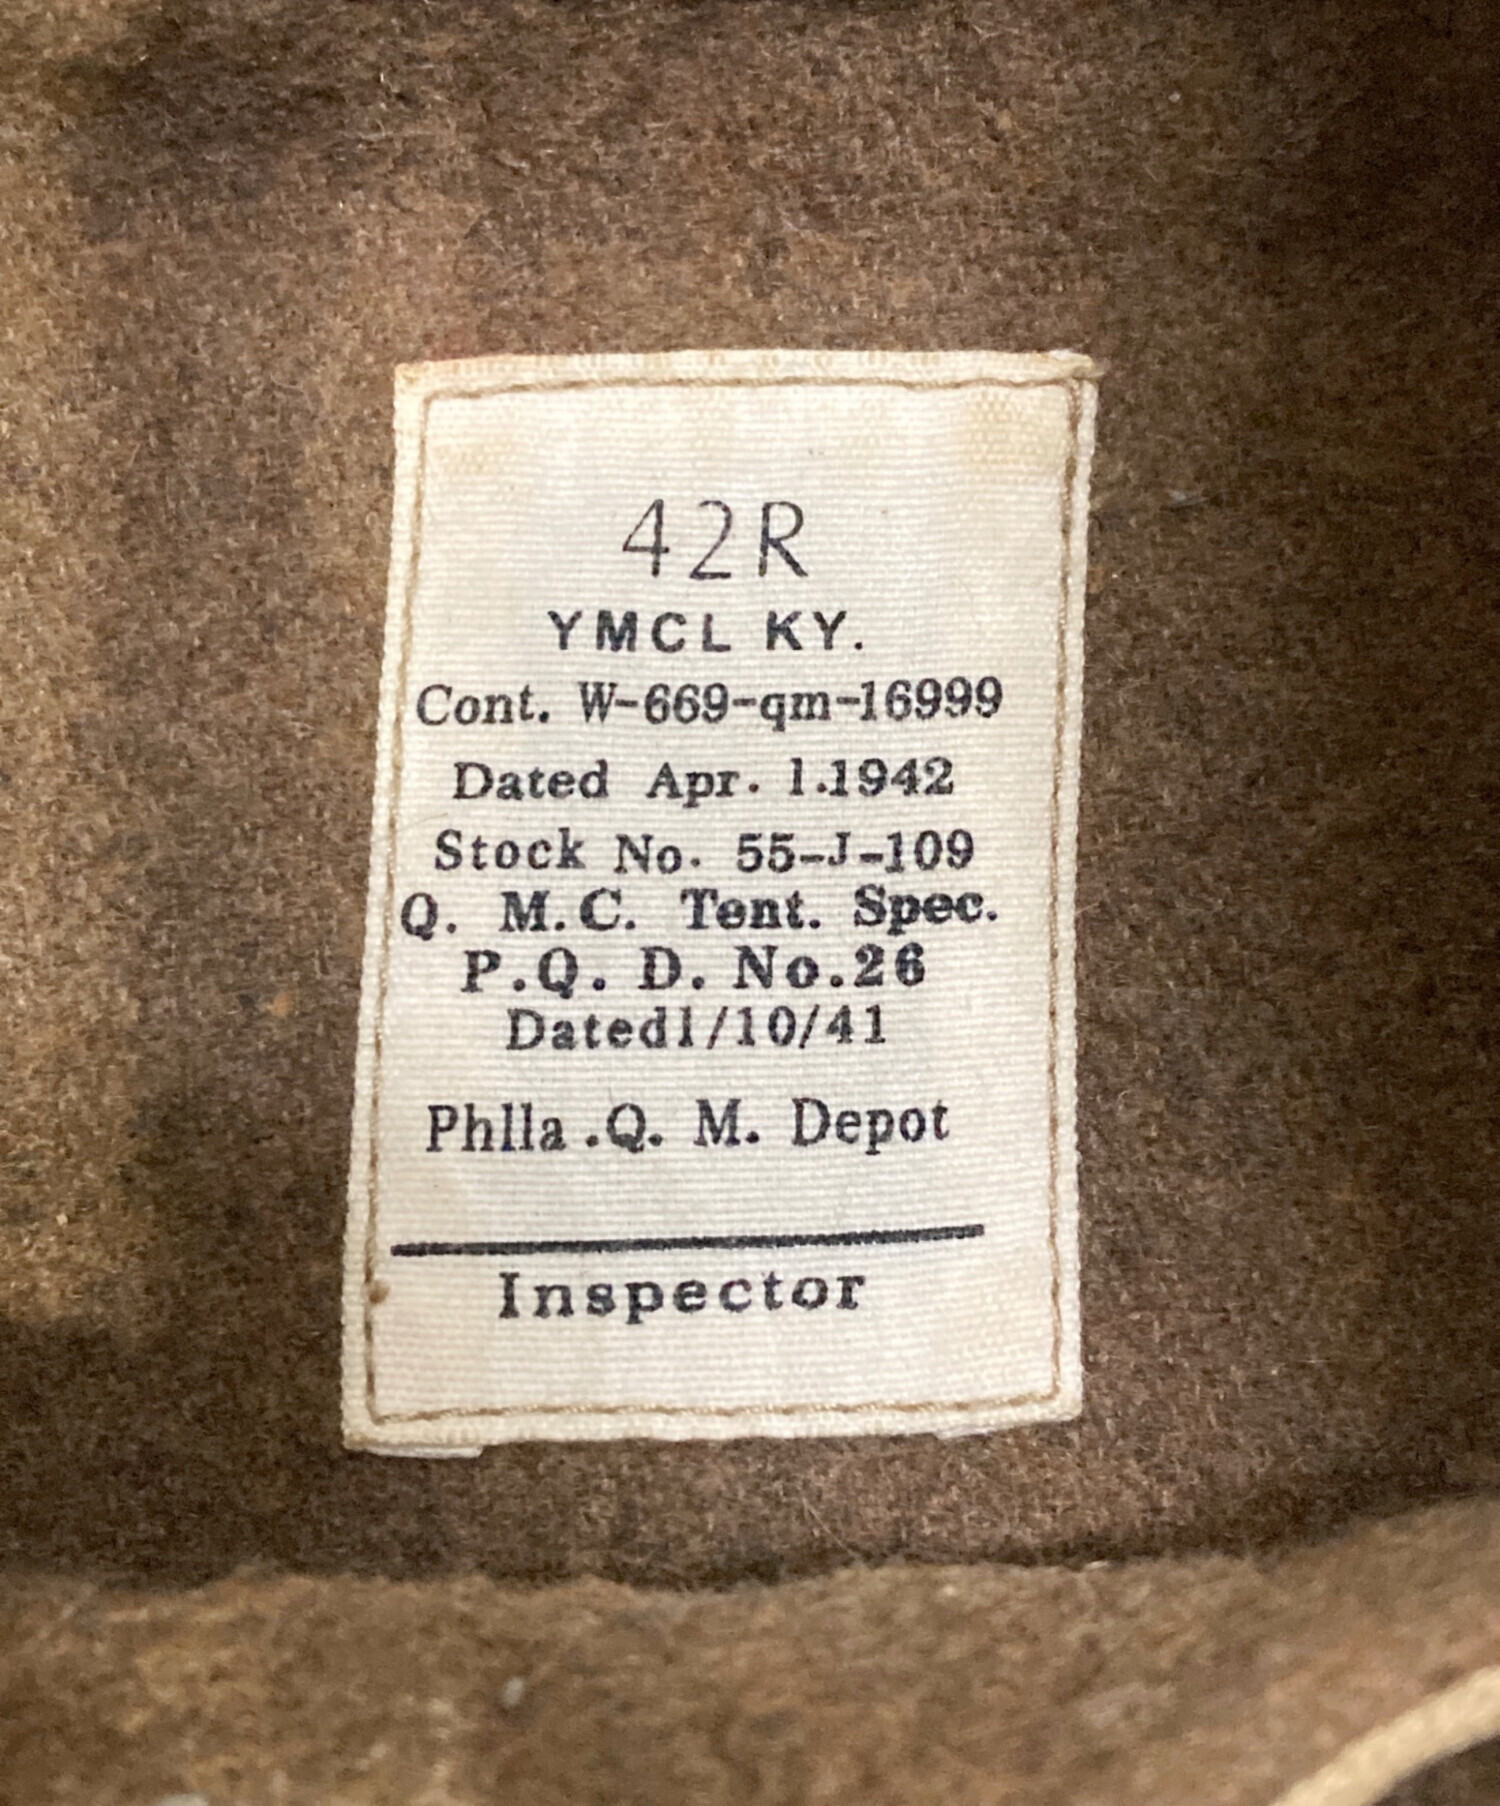 42R
YMCL KY.
Cont. W-669-qm-16999
Dated Apr. 1.1942
Stock No. 55-J-109
Q. M.C. Tent. Spec.
P.Q. D. No.26
Dated1/10/41
Phlla .Q. M. Depot
Inspector